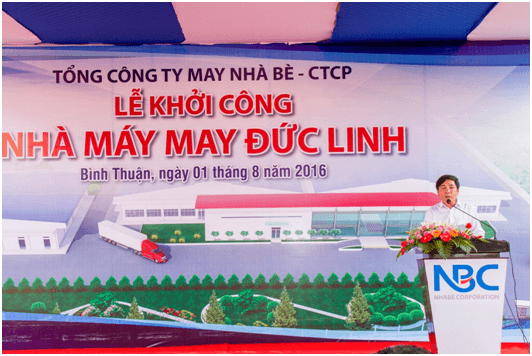 TỔNG CÔNG TY MAY NHÀ BÈ - CTCP
LỄ KHỞI CÔNG
NHÀ MÁY MAY ĐỨC LINH
Bình Thuận, ngày 01 tháng 8 năm 2016
NBC
NHABE CORPORATION